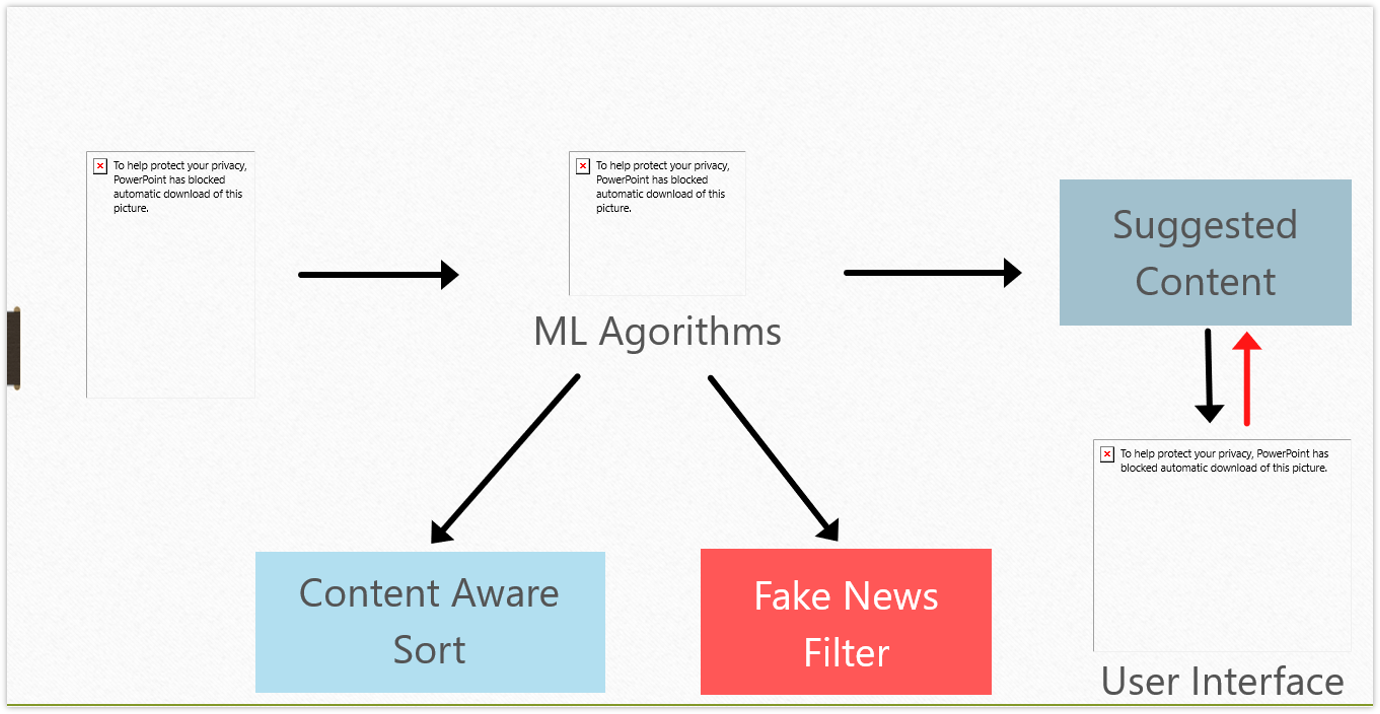 To help protect your privacy,
PowerPoint has blocked
automatic download of this
picture.
To help protect your privacy,
PowerPoint has blocked
automatic download of this
picture.
Suggested
Content
ML Agorithms
To help protect your privacy, PowerPoint has
blocked automatic download of this picture.
Content Aware
Sort
Fake News
Filter
User Interface